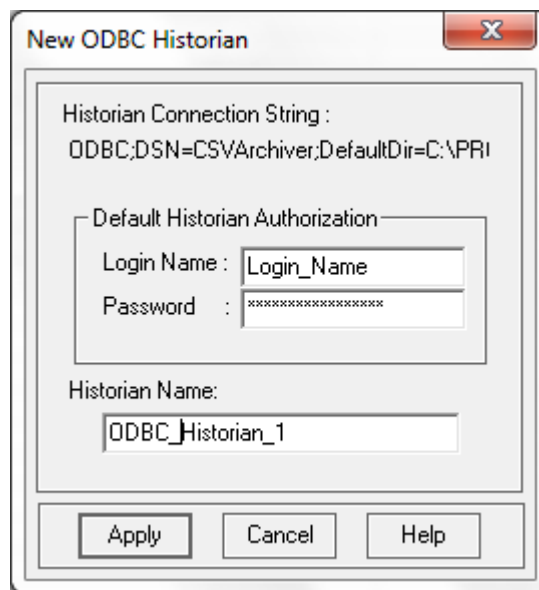 New ODBC Historian
Historian Connection String :
ODBC;DSN=CSVArchiver;DefaultDir=C:\PR
Default Historian Authorization
Login Name : Login_Name
Password : *****************
Historian Name:
ODBC_Historian_1
Apply Cancel Help